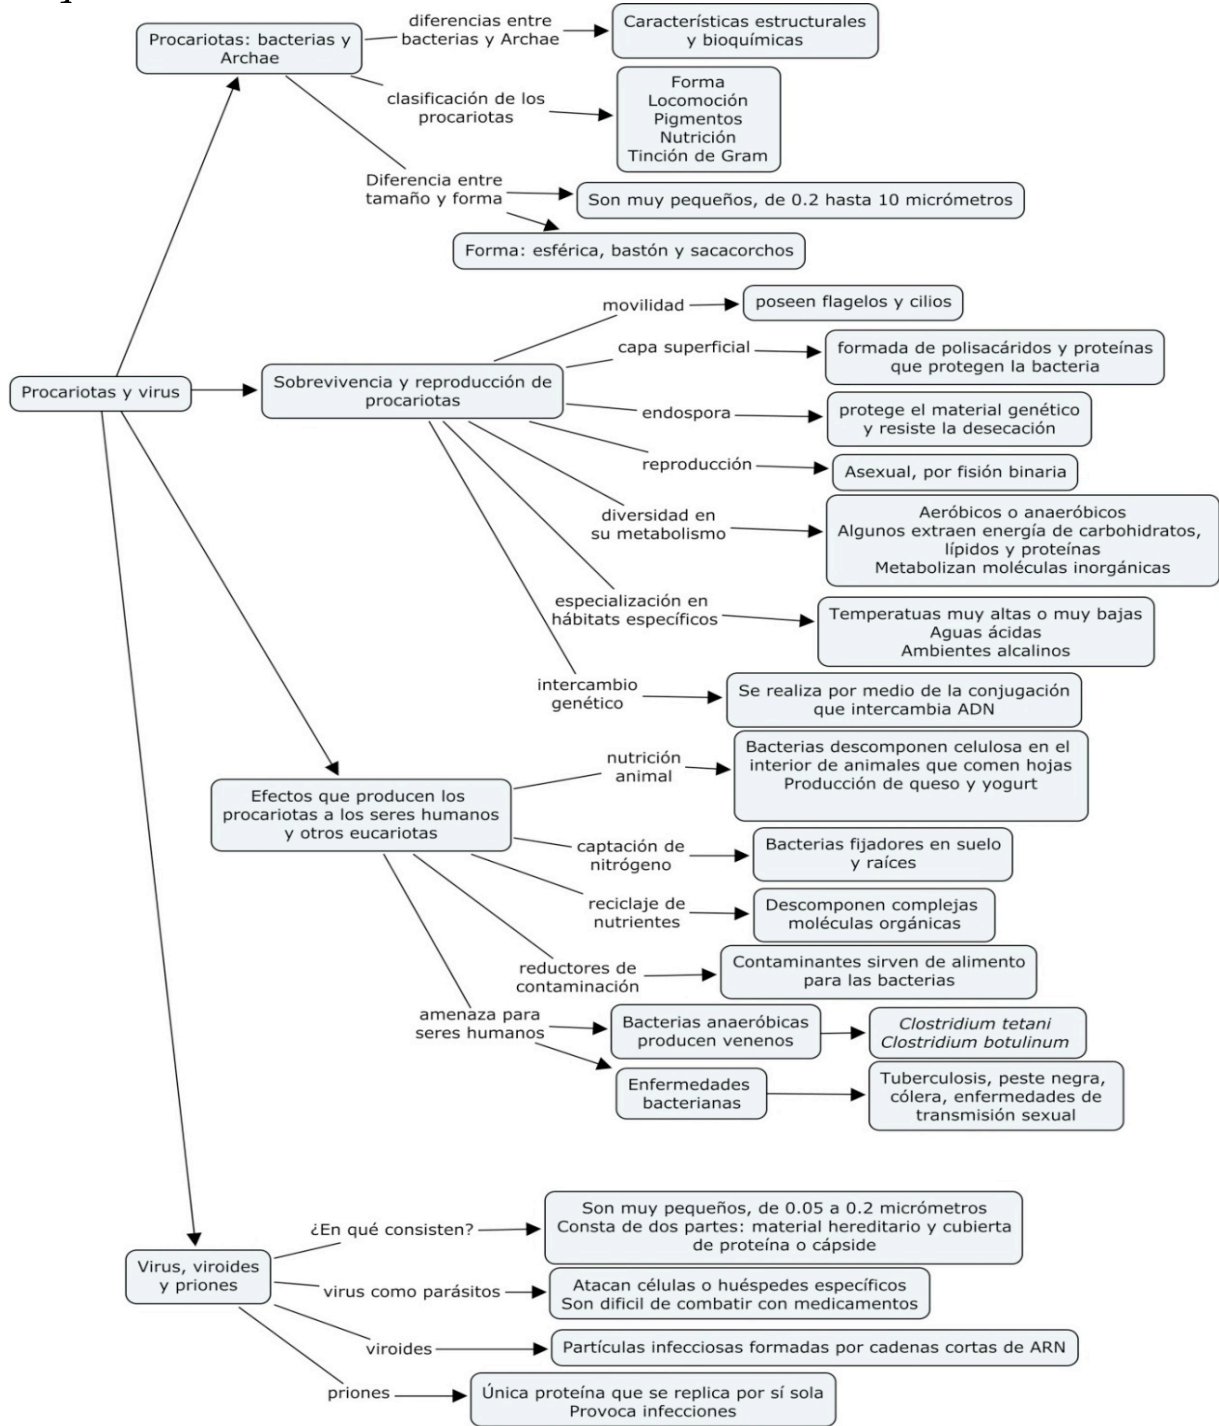 Procariotas: bacterias y
Archae
diferencias entre
bacterias y Archae
Características estructurales
y bioquímicas
clasificación de los
procariotas
Forma
Locomoción
Pigmentos
Nutrición
Tinción de Gram
Diferencia entre
tamaño y forma
Son muy pequeños, de 0.2 hasta 10 micrómetros
Forma: esférica, bastón y sacacorchos
Procariotas y virus
Sobrevivencia y reproducción de
procariotas
movilidad
poseen flagelos y cilios
capa superficial
formada de polisacáridos y proteínas
que protegen la bacteria
endospora
protege el material genético
y resiste la desecación
reproducción
Asexual, por fisión binaria
diversidad en
su metabolismo
Aeróbicos o anaeróbicos
Algunos extraen energía de carbohidratos,
lípidos y proteínas
Metabolizan moléculas inorgánicas
especialización en
hábitats específicos
Temperatuas muy altas o muy bajas
Aguas ácidas
Ambientes alcalinos
intercambio
genético
Se realiza por medio de la conjugación
que intercambia ADN
Efectos que producen los
procariotas a los seres humanos
y otros eucariotas
nutrición
animal
Bacterias descomponen celulosa en el
interior de animales que comen hojas
Producción de queso y yogurt
captación de
nitrógeno
Bacterias fijadores en suelo
y raíces
reciclaje de
nutrientes
Descomponen complejas
moléculas orgánicas
reductores de
contaminación
Contaminantes sirven de alimento
para las bacterias
amenaza para
seres humanos
Bacterias anaeróbicas
producen venenos
Clostridium tetani
Clostridium botulinum
Enfermedades
bacterianas
Tuberculosis, peste negra,
cólera, enfermedades de
transmisión sexual
Virus, viroides
y priones
¿En qué consisten?
Son muy pequeños, de 0.05 a 0.2 micrómetros
Consta de dos partes: material hereditario y cubierta
de proteína o cápside
virus como parásitos
Atacan células o huéspedes específicos
Son dificil de combatir con medicamentos
viroides
Partículas infecciosas formadas por cadenas cortas de ARN
priones
Única proteína que se replica por sí sola
Provoca infecciones